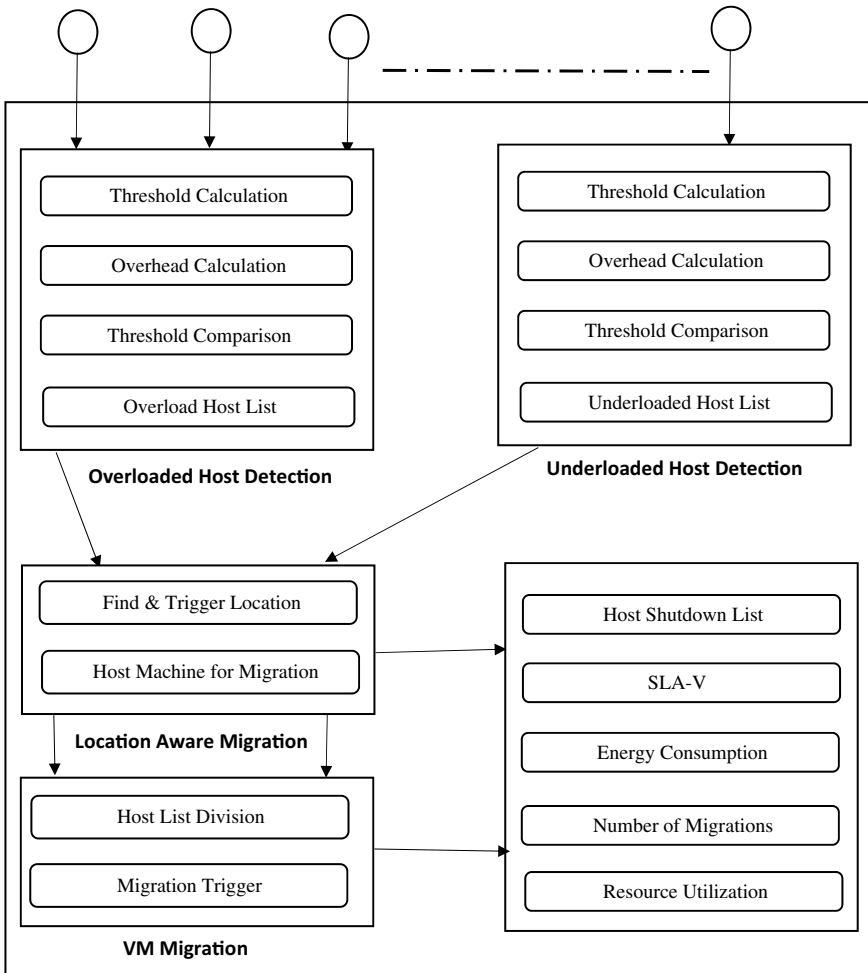 Threshold Calculation
Overhead Calculation
Threshold Comparison
Overload Host List
Overloaded Host Detection
Threshold Calculation
Overhead Calculation
Threshold Comparison
Underloaded Host List
Underloaded Host Detection
Find & Trigger Location
Host Machine for Migration
Location Aware Migration
Host List Division
Migration Trigger
VM Migration
Host Shutdown List
SLA-V
Energy Consumption
Number of Migrations
Resource Utilization